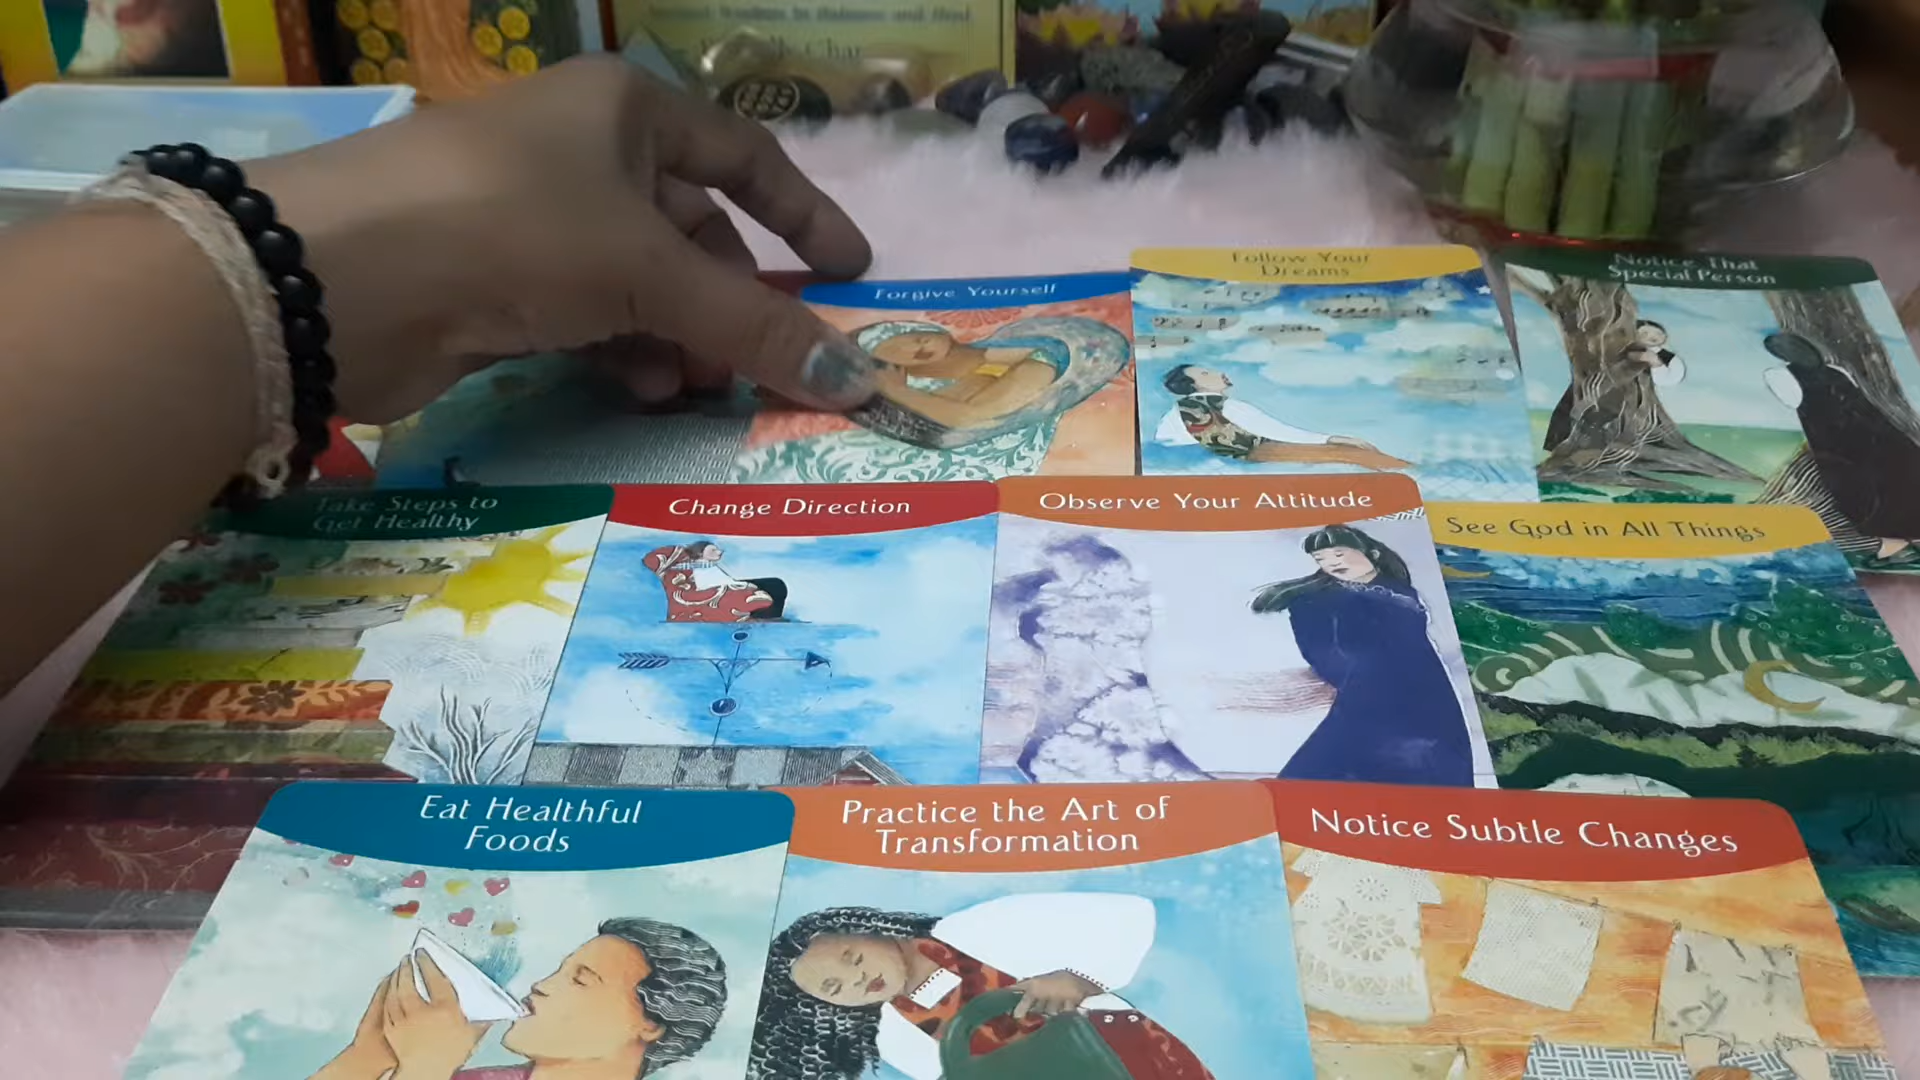 Forgive Yourself
Follow Your
Dreams
Notice That
Special Person
Take Steps to
Get Healthy
Change Direction
Observe Your Attitude
See God in All Things
Eat Healthful
Foods
Practice the Art of
Transformation
Notice Subtle Changes